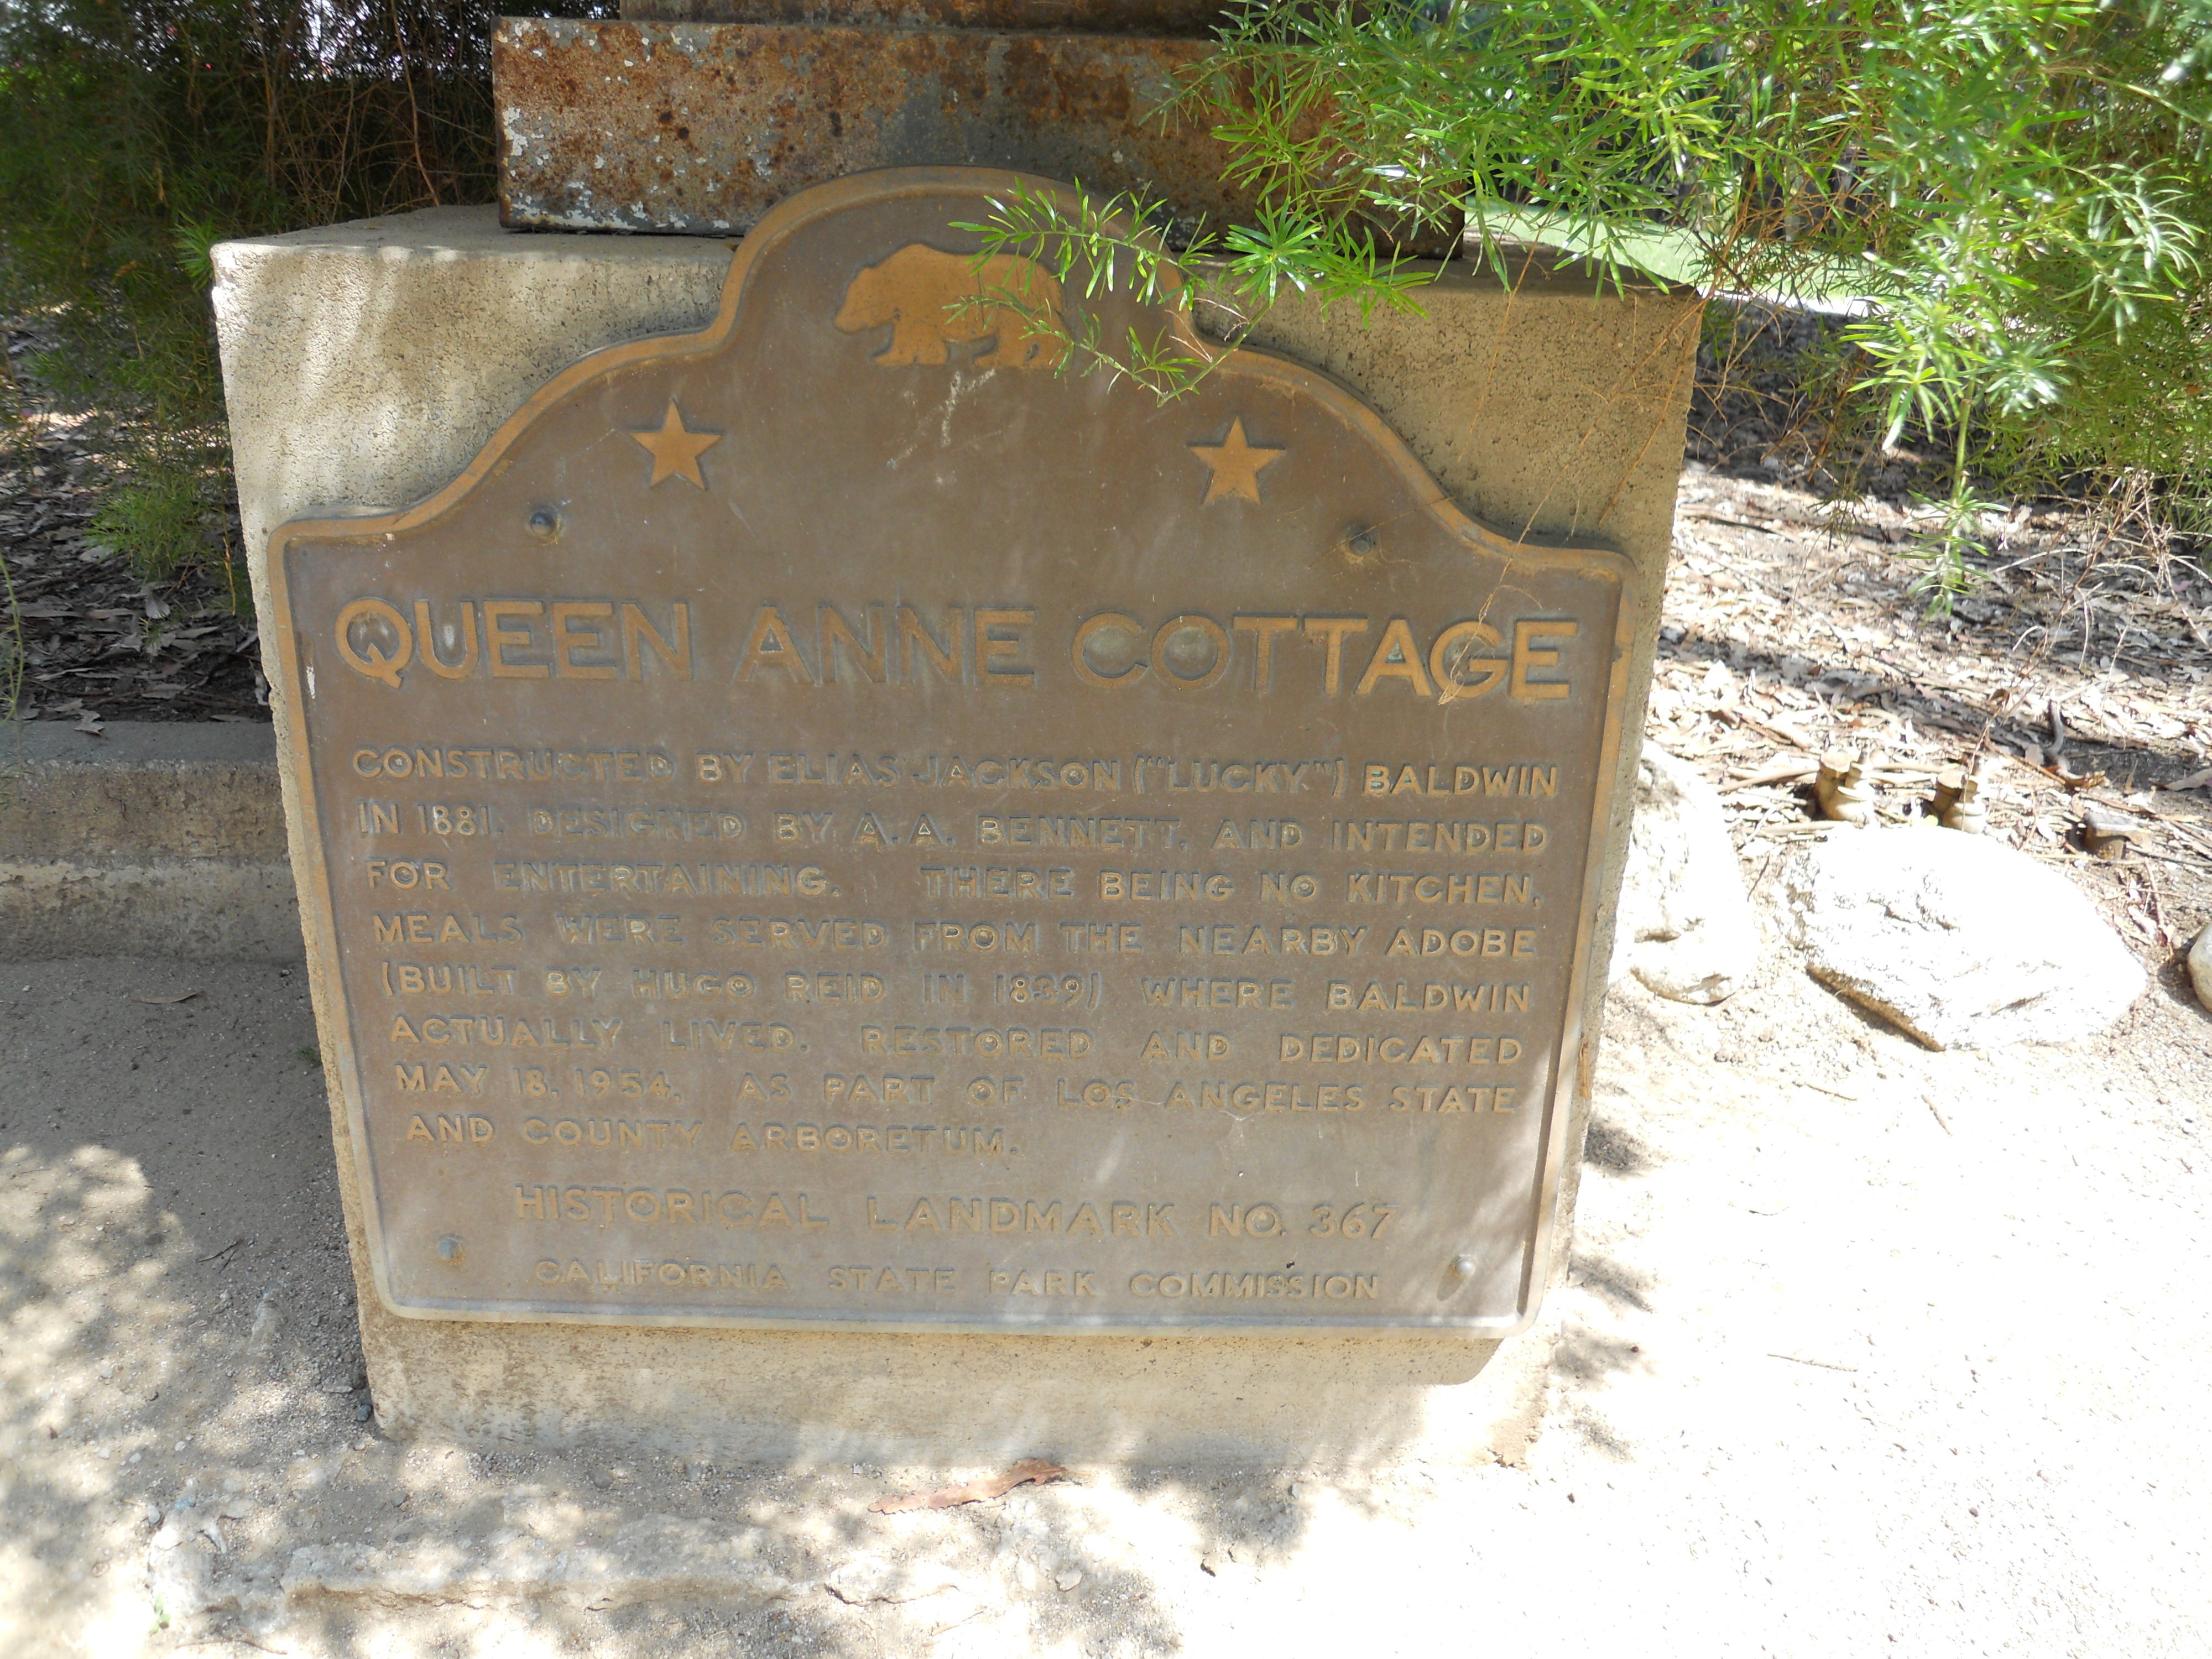 QUEEN ANNE COTTAGE
CONSTRUCTED BY ELIAS JACKSON ("LUCKY") BALDWIN
IN 1881. DESIGNED BY A.A. BENNETT, AND INTENDED
FOR ENTERTAINING. THERE BEING NO KITCHEN,
MEALS WERE SERVED FROM THE NEARBY ADOBE
(BUILT BY HUGO REID IN 1839) WHERE BALDWIN
ACTUALLY LIVED. RESTORED AND DEDICATED
MAY 18, 1954, AS PART OF LOS ANGELES STATE
AND COUNTY ARBORETUM.
HISTORICAL LANDMARK NO. 367
CALIFORNIA STATE PARK COMMISSION